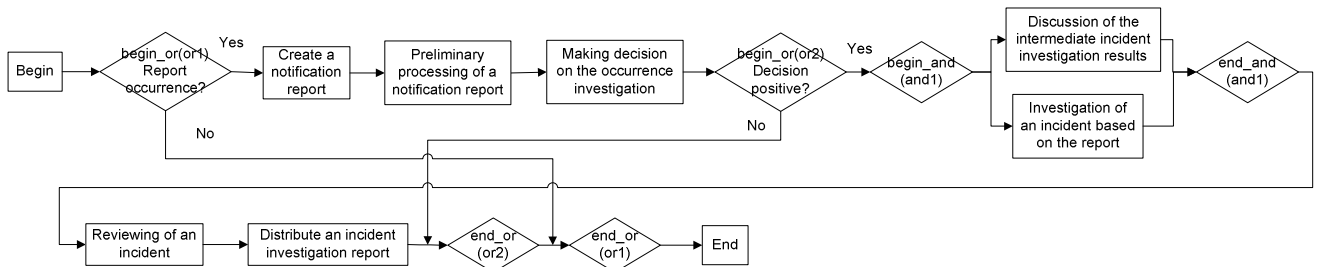 Begin
begin_or(or1)
Report
occurrence?
Yes
No
Create a
notification
report
Preliminary
processing of a
notification report
Making decision
on the occurrence
investigation
begin_or(or2)
Decision
positive?
Yes
No
begin_and
(and1)
Discussion of the
intermediate incident
investigation results
Investigation of
an incident based
on the report
end_and
(and1)
Reviewing of an
incident
Distribute an incident
investigation report
end_or
(or2)
end_or
(or1)
End